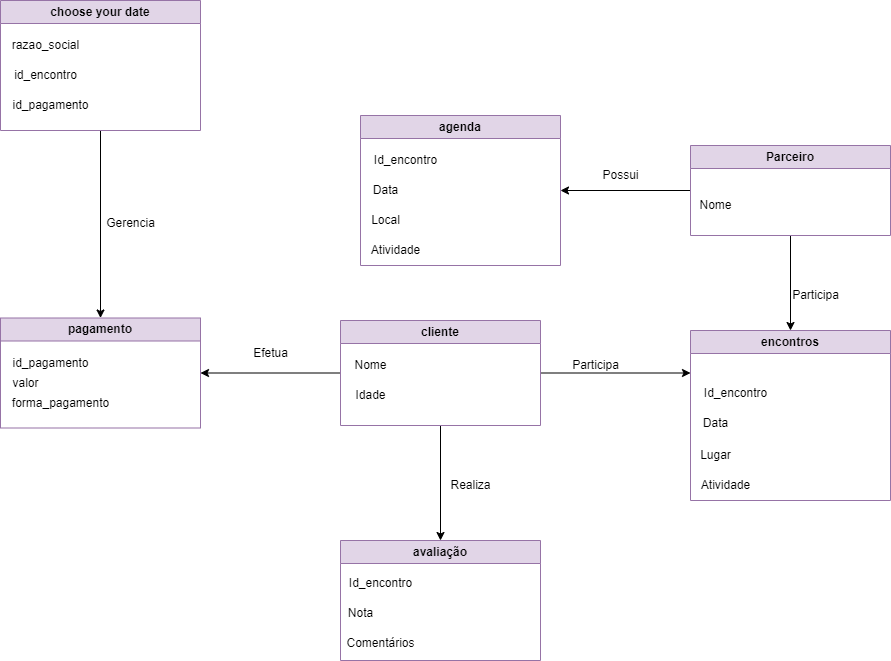 choose your date
razao_social
id_encontro
id_pagamento
Gerencia
agenda
Id_encontro
Data
Local
Atividade
Possui
Parceiro
Nome
Participa
pagamento
id_pagamento
valor
forma_pagamento
Efetua
cliente
Nome
Idade
Participa
encontros
Id_encontro
Data
Lugar
Atividade
Realiza
avaliação
Id_encontro
Nota
Comentários